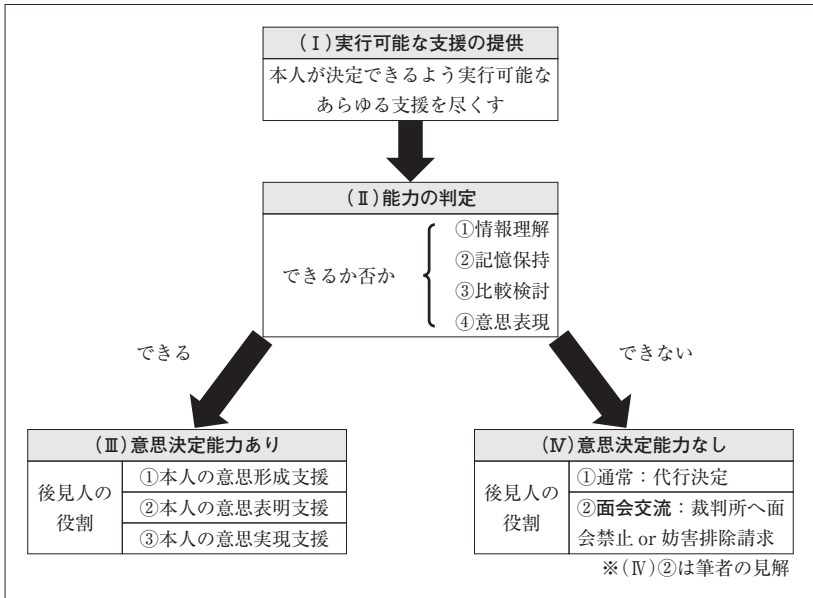 (Ⅰ)実行可能な支援の提供
本人が決定できるよう実行可能な
あらゆる支援を尽くす
(Ⅱ)能力の判定
できるか否か
①情報理解
②記憶保持
③比較検討
④意思表現
できる
できない
(Ⅲ)意思決定能力あり
後見人の
役割
①本人の意思形成支援
②本人の意思表明支援
③本人の意思実現支援
(Ⅳ)意思決定能力なし
後見人の
役割
①通常：代行決定
②面会交流：裁判所へ面
会禁止 or 妨害排除請求
※(Ⅳ)②は筆者の見解